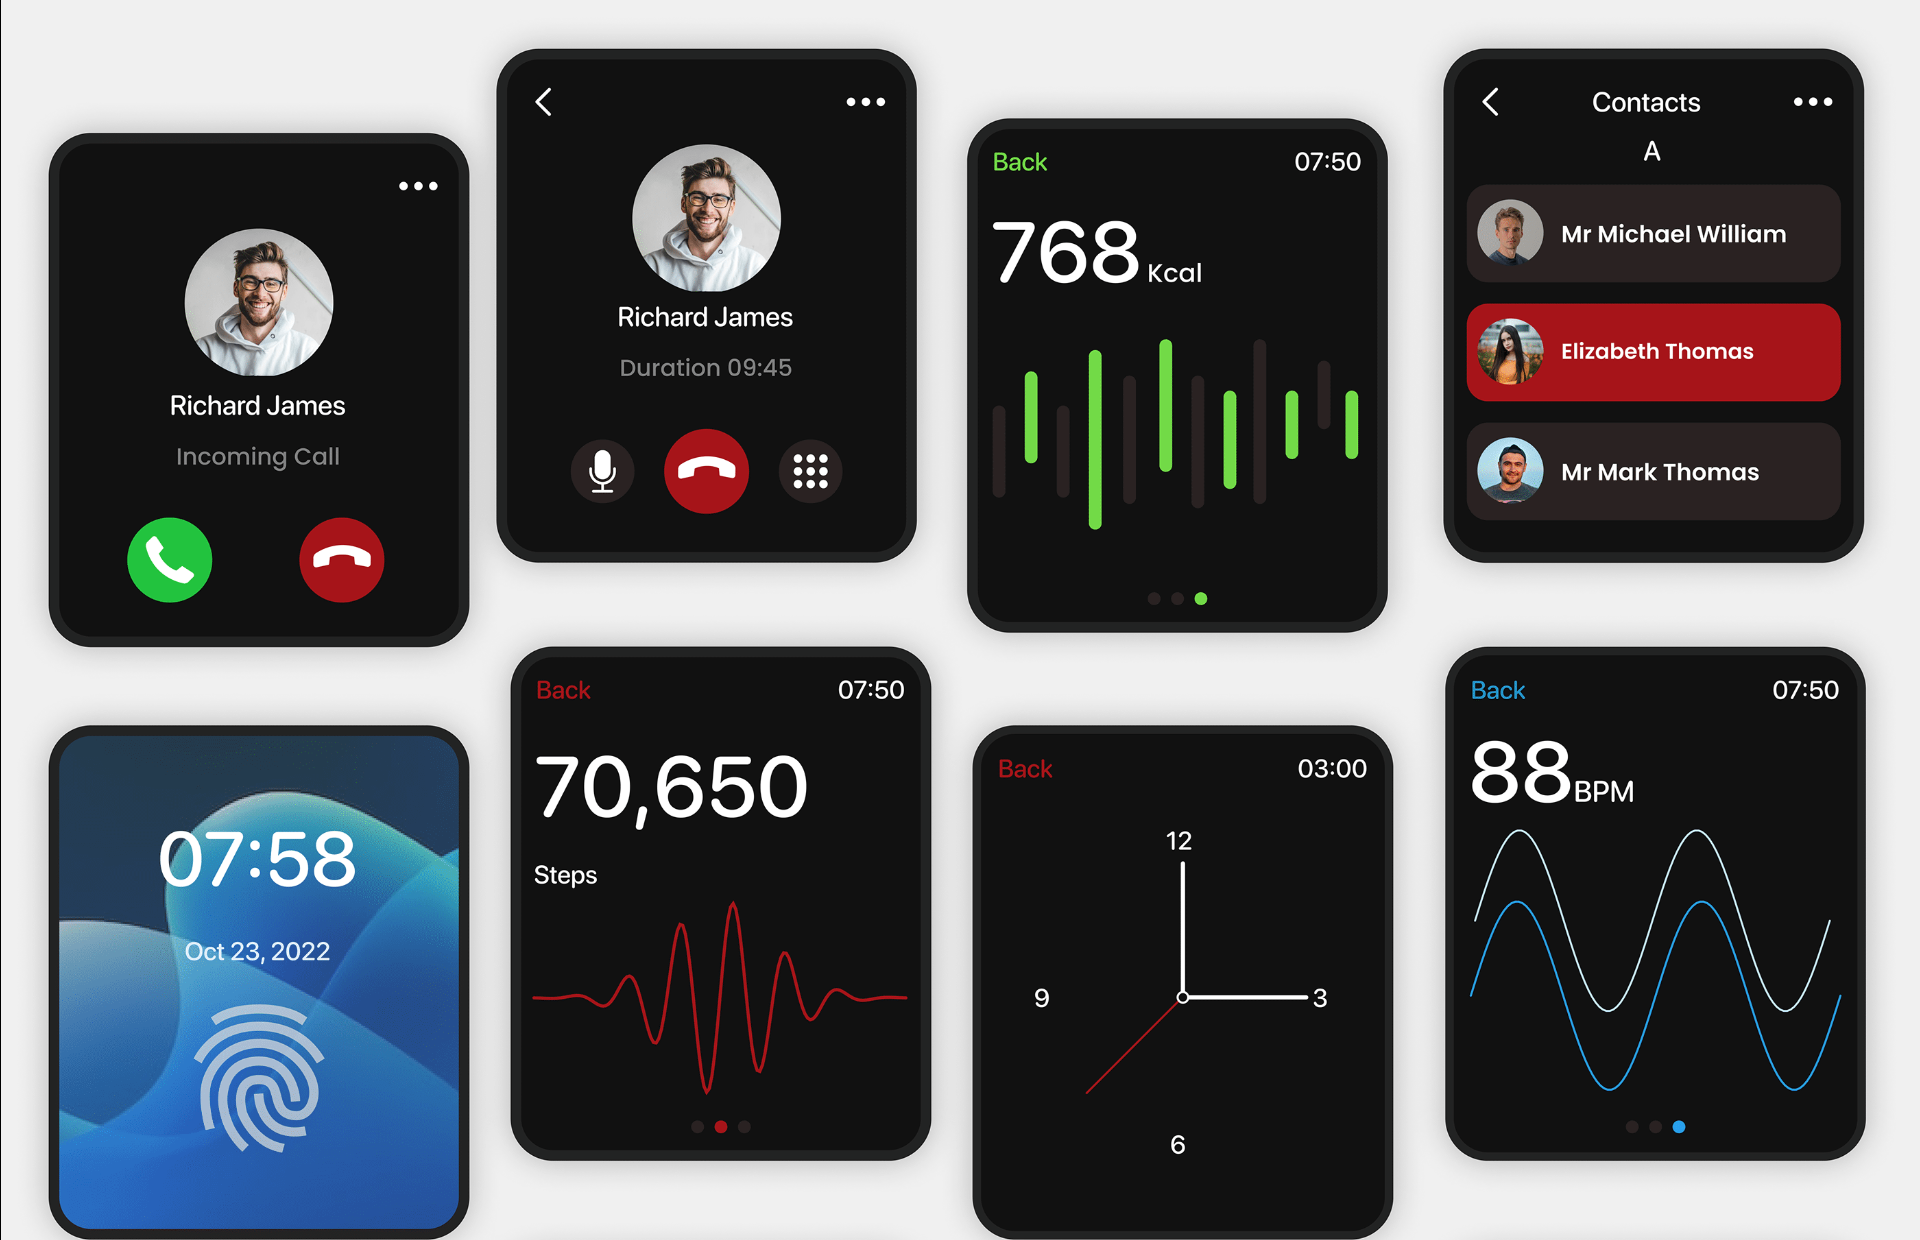 Richard James
Incoming Call
Richard James
Duration 09:45
Back
07:50
768 Kcal
Contacts
A
Mr Michael William
Elizabeth Thomas
Mr Mark Thomas
07:58
Oct 23, 2022
Back
07:50
70,650
Steps
Back
03:00
12
9
3
6
Back
07:50
88 BPM